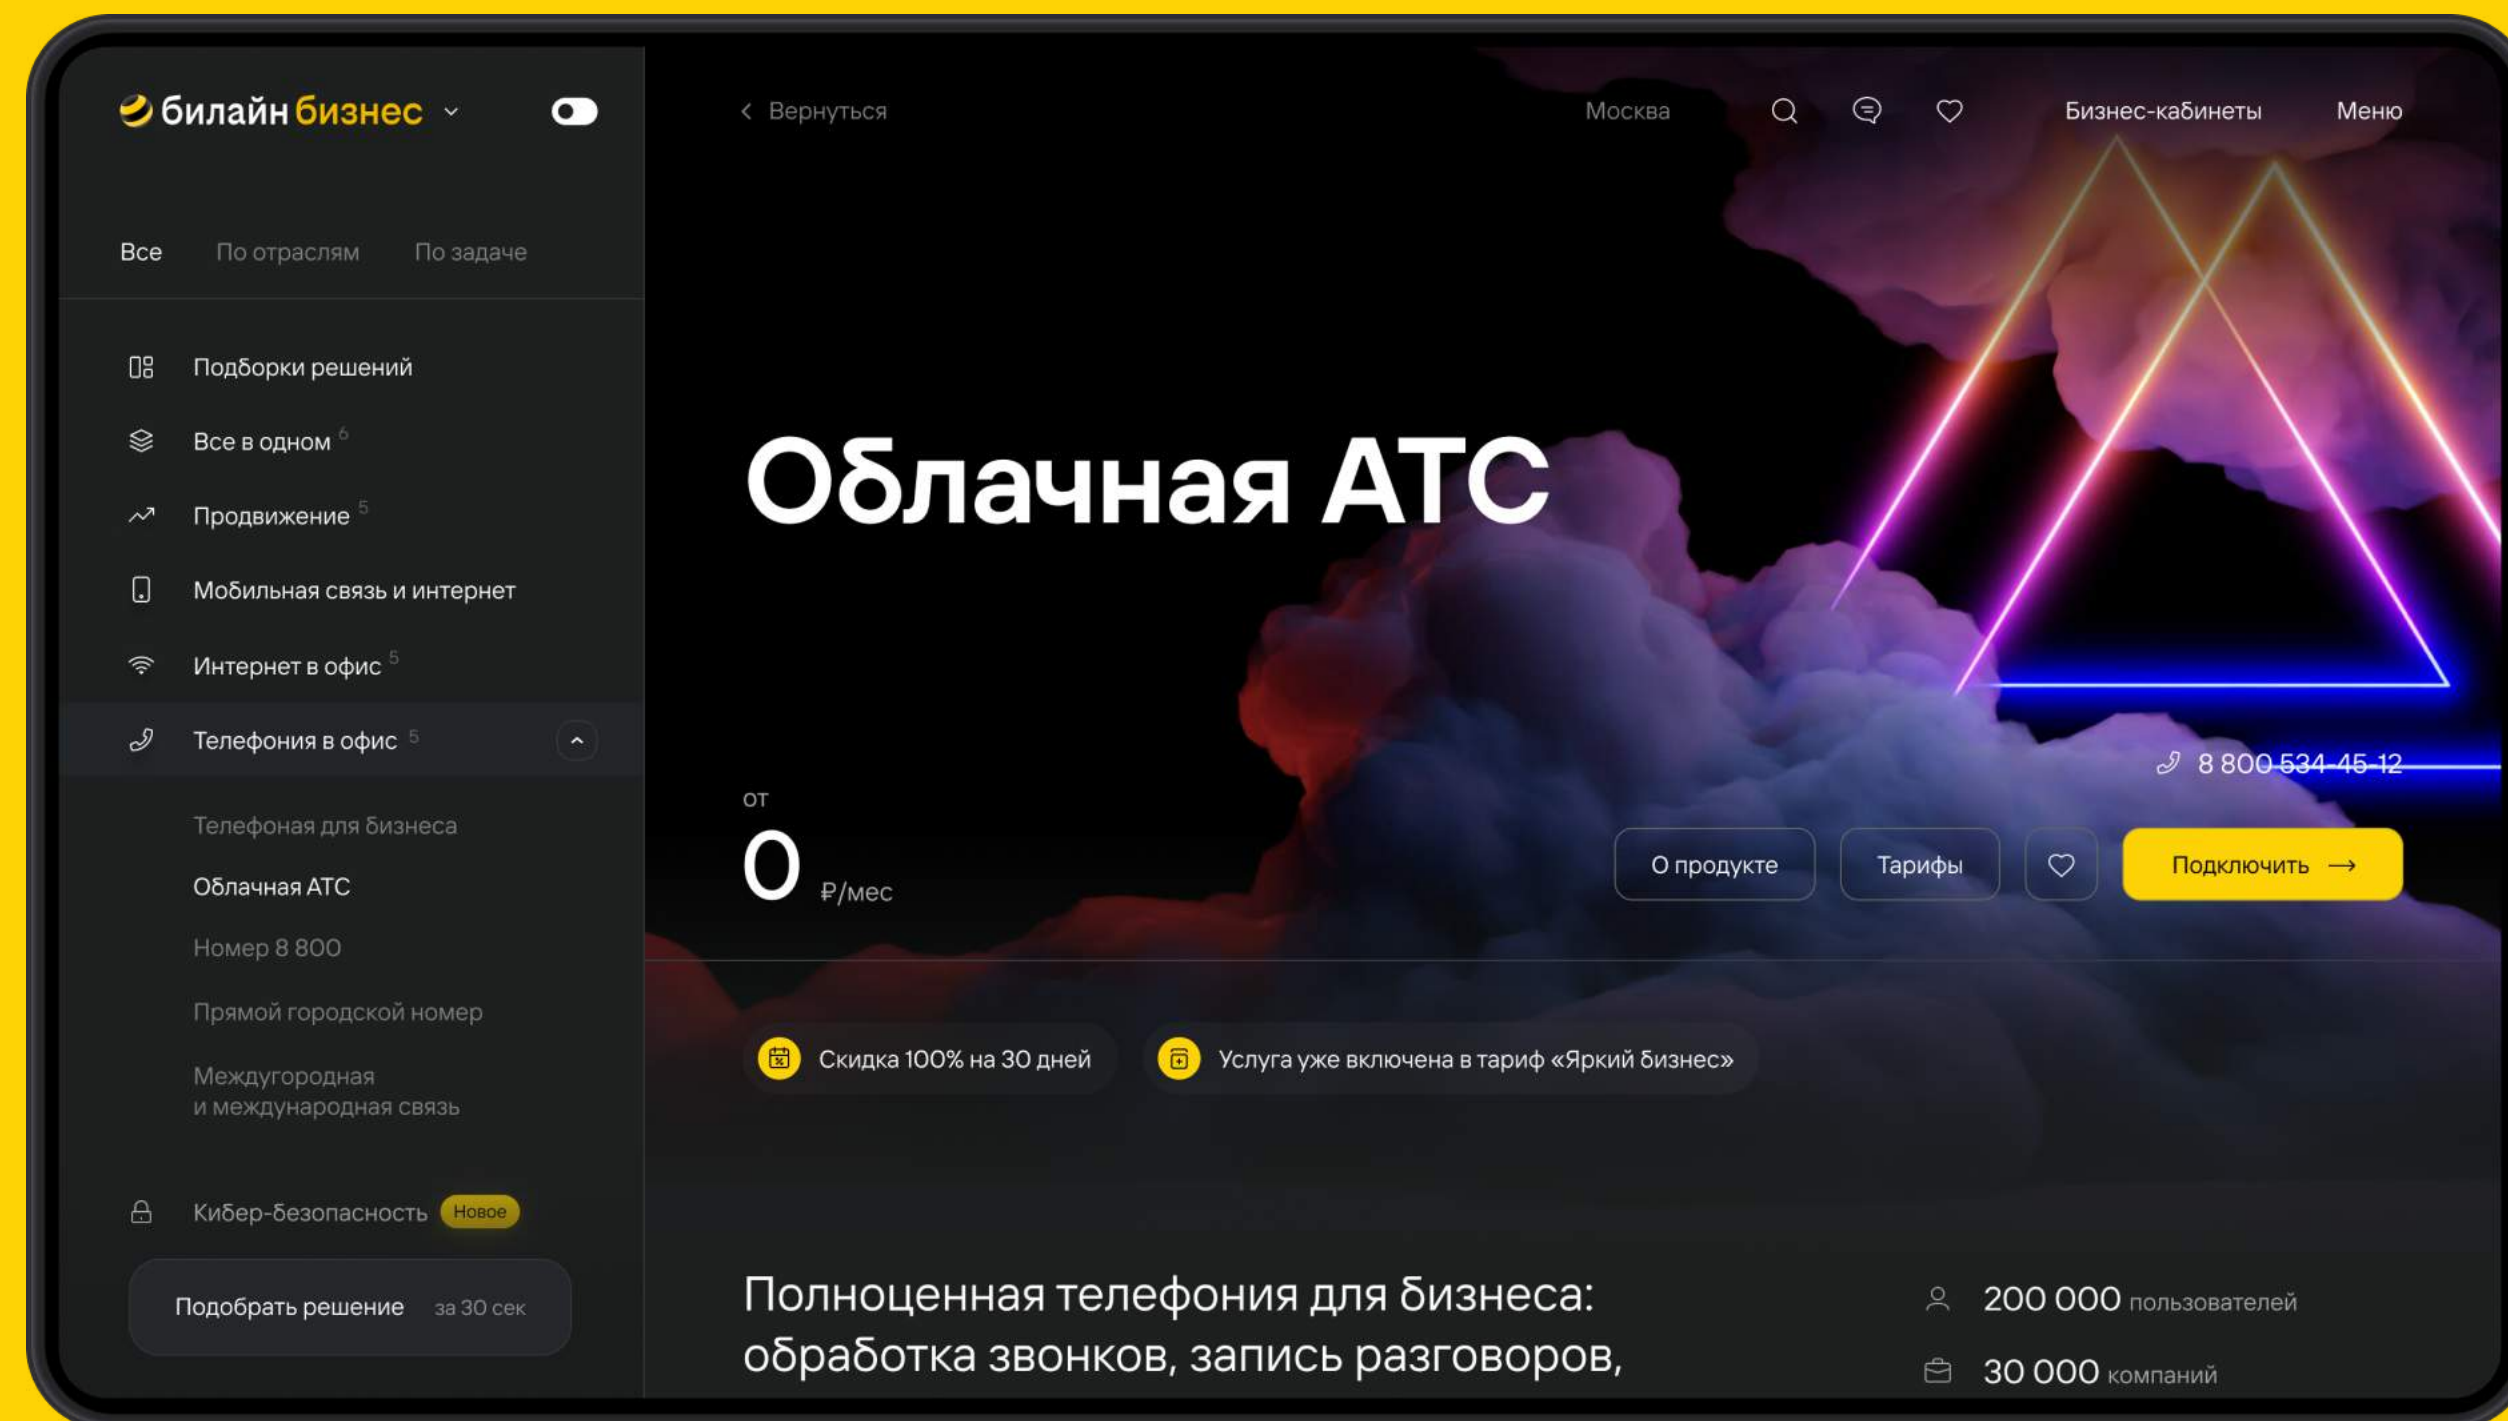 билайн бизнес
Все По отраслям По задаче
Подборки решений
Все в одном 6
Продвижение 5
Мобильная связь и интернет
Интернет в офис 5
Телефония в офис 5
Телефоная для бизнеса
Облачная АТС
Номер 8 800
Прямой городской номер
Междугородная
и международная связь
Кибер-безопасность Новое
Подобрать решение за 30 сек
Вернуться Москва Бизнес-кабинеты Меню
Облачная АТС
8 800 534-45-12
от
0 ₽/мес
О продукте Тарифы Подключить →
Скидка 100% на 30 дней Услуга уже включена в тариф «Яркий бизнес»
Полноценная телефония для бизнеса:
обработка звонков, запись разговоров,
200 000 пользователей
30 000 компаний